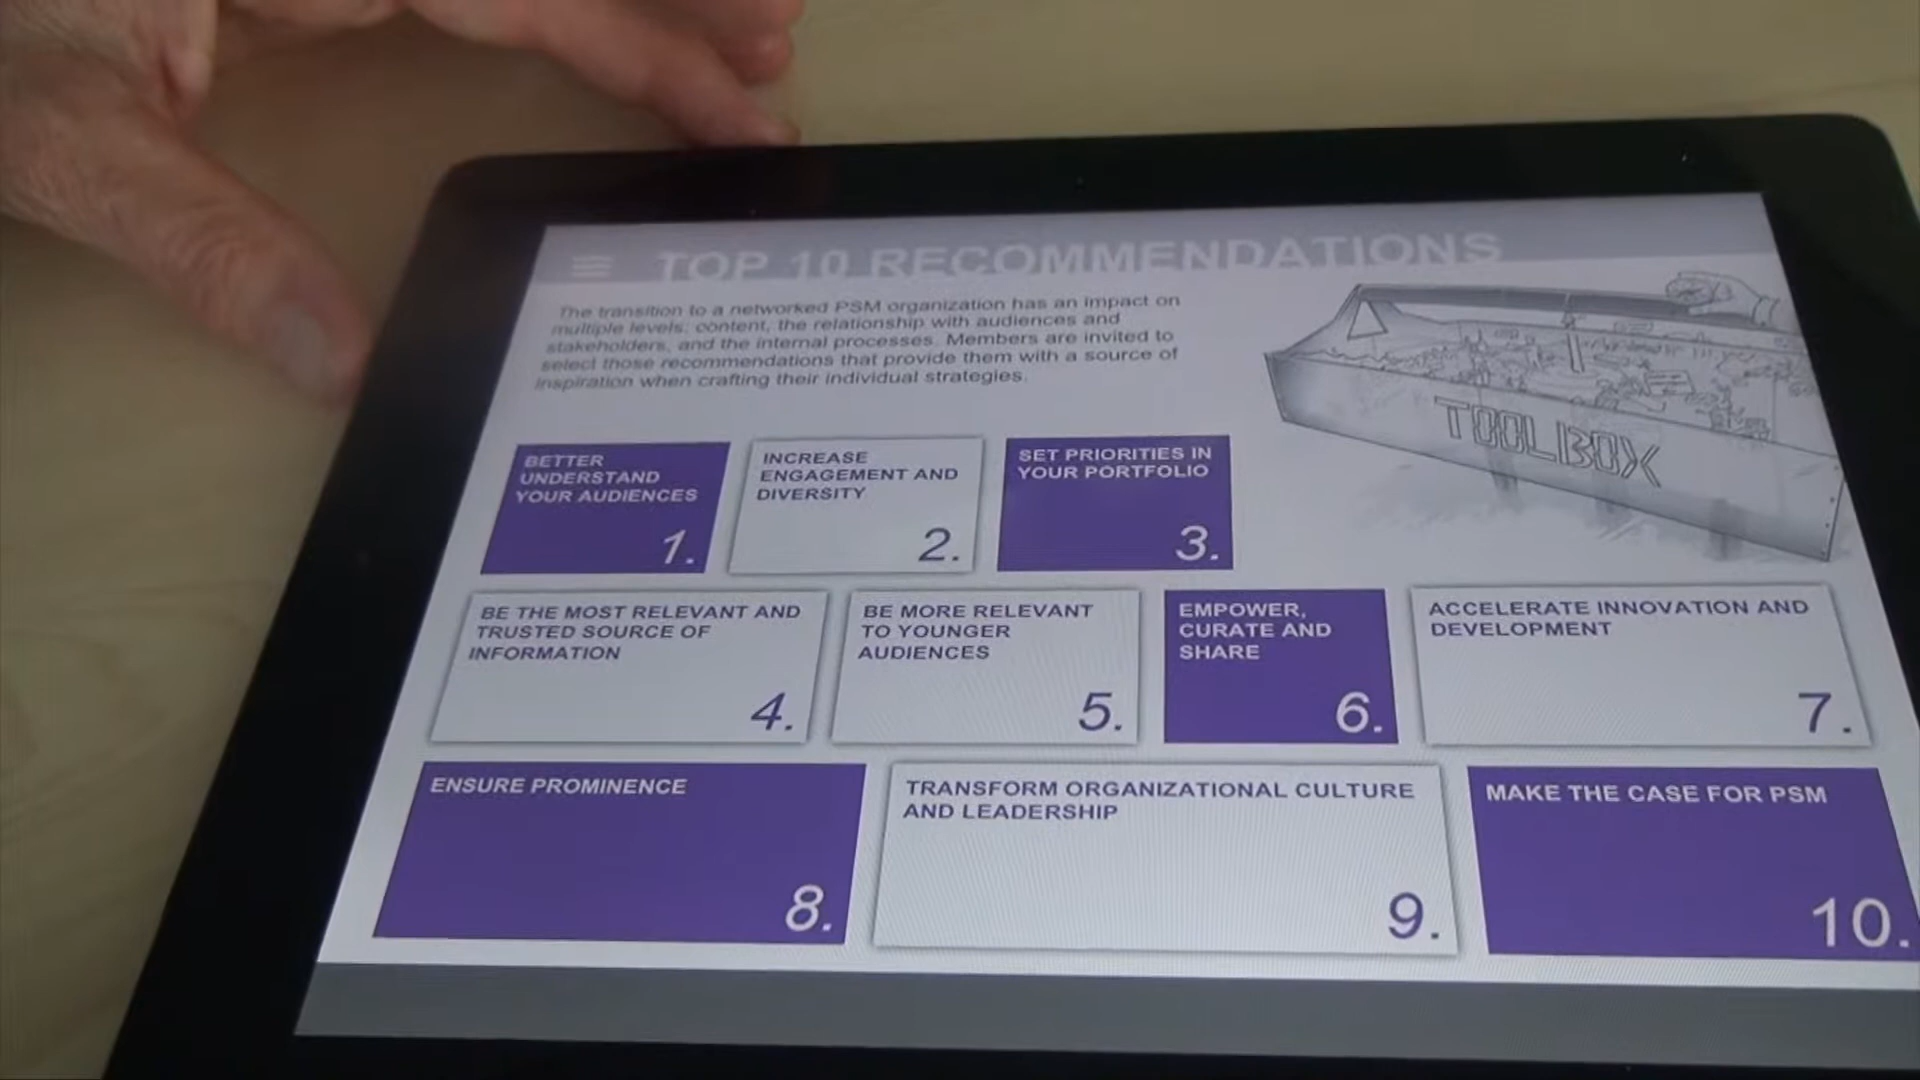 TOP 10 RECOMMENDATIONS
The transition to a networked PSM organization has an impact on
multiple levels: content, the relationship with audiences and
stakeholders, and the internal processes. Members are invited to
select those recommendations that provide them with a source of
inspiration when crafting their individual strategies.
TOOLBOX
BETTER
UNDERSTAND
YOUR AUDIENCES
1.
INCREASE
ENGAGEMENT AND
DIVERSITY
2.
SET PRIORITIES IN
YOUR PORTFOLIO
3.
BE THE MOST RELEVANT AND
TRUSTED SOURCE OF
INFORMATION
4.
BE MORE RELEVANT
TO YOUNGER
AUDIENCES
5.
EMPOWER,
CURATE AND
SHARE
6.
ACCELERATE INNOVATION AND
DEVELOPMENT
7.
ENSURE PROMINENCE
8.
TRANSFORM ORGANIZATIONAL CULTURE
AND LEADERSHIP
9.
MAKE THE CASE FOR PSM
10.